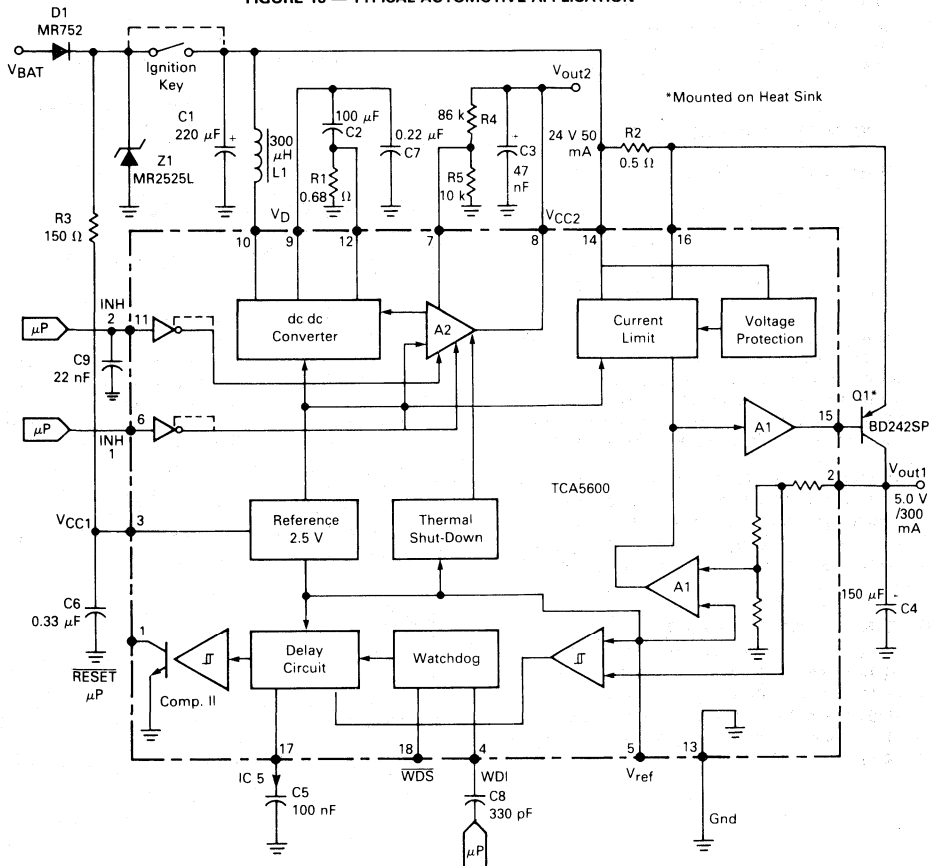 FIGURE 18 — TYPICAL AUTOMOTIVE APPLICATION
D1
MR752
VBAT
Ignition
Key
C1
220 µF
+
Z1
MR2525L
300
µH
L1
100 µF
C2
R1
0.68 Ω
0.22 µF
C7
86 k
R4
R5
10 k
C3
47
nF
Vout2
24 V 50
mA
R2
0.5 Ω
*Mounted on Heat Sink
R3
150 Ω
VD
VCC2
10
9
12
7
8
14
16
INH
2
11
µP
C9
22 nF
dc dc
Converter
A2
Current
Limit
Voltage
Protection
µP
6
INH
1
A1
15
Q1*
BD242SP
TCA5600
2
Vout1
5.0 V
/300
mA
VCC1
3
Reference
2.5 V
Thermal
Shut-Down
A1
C6
0.33 µF
150 µF
C4
1
RESET
µP
Comp. II
Delay
Circuit
Watchdog
17
18
4
5
13
IC 5
WDS
WDI
Vref
C5
100 nF
C8
330 pF
Gnd
µP